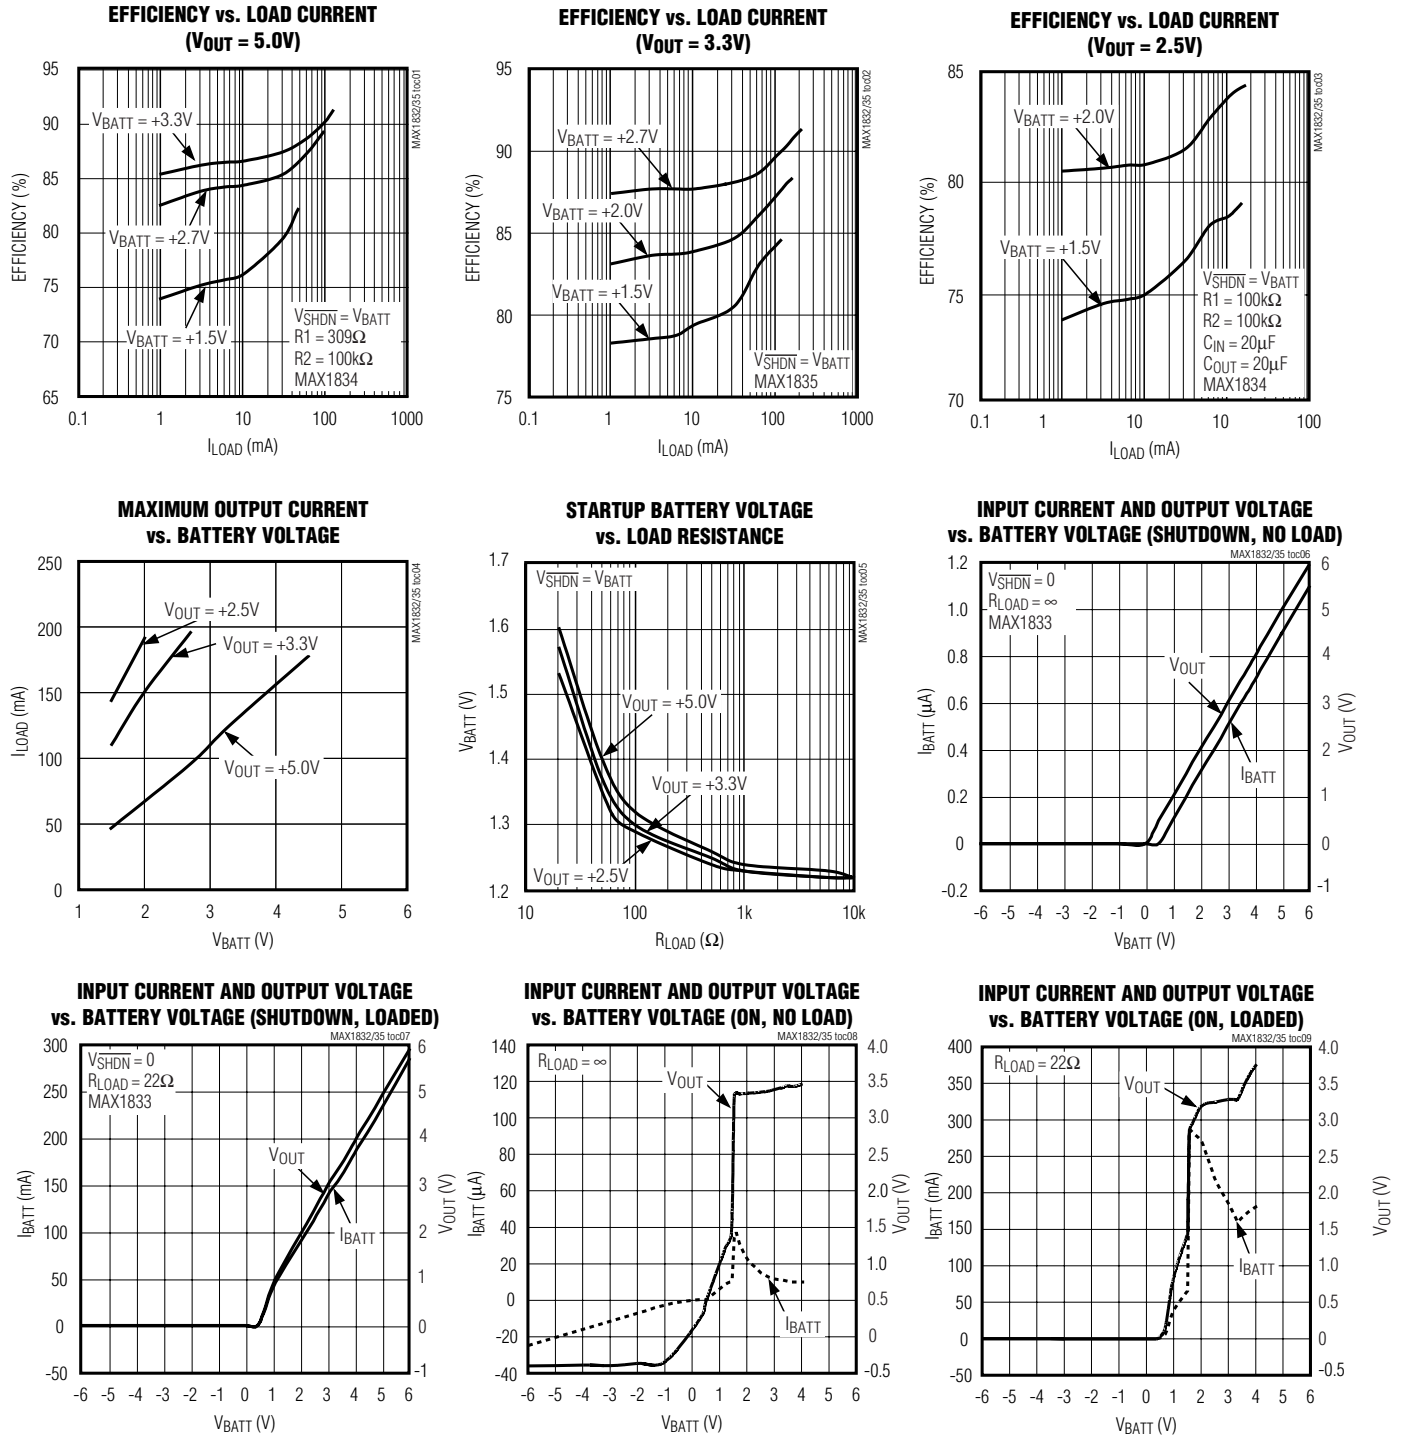 EFFICIENCY vs. LOAD CURRENT
(VOUT = 5.0V)
MAX1832/35 toc01
95
90
85
80
75
70
65
EFFICIENCY (%)
VBATT = +3.3V
VBATT = +2.7V
VBATT = +1.5V
VSHDN = VBATT
R1 = 309Ω
R2 = 100kΩ
MAX1834
0.1 1 10 100 1000
ILOAD (mA)
EFFICIENCY vs. LOAD CURRENT
(VOUT = 3.3V)
MAX1832/35 toc02
95
90
85
80
75
EFFICIENCY (%)
VBATT = +2.7V
VBATT = +2.0V
VBATT = +1.5V
VSHDN = VBATT
MAX1835
0.1 1 10 100 1000
ILOAD (mA)
EFFICIENCY vs. LOAD CURRENT
(VOUT = 2.5V)
MAX1832/35 toc03
85
80
75
70
EFFICIENCY (%)
VBATT = +2.0V
VBATT = +1.5V
VSHDN = VBATT
R1 = 100kΩ
R2 = 100kΩ
CIN = 20µF
COUT = 20µF
MAX1834
0.1 1 10 10 100
ILOAD (mA)
MAXIMUM OUTPUT CURRENT
vs. BATTERY VOLTAGE
MAX1832/35 toc04
250
200
150
100
50
0
ILOAD (mA)
VOUT = +2.5V
VOUT = +3.3V
VOUT = +5.0V
1 2 3 4 5 6
VBATT (V)
STARTUP BATTERY VOLTAGE
vs. LOAD RESISTANCE
MAX1832/35 toc05
1.7
1.6
1.5
1.4
1.3
1.2
VBATT (V)
VSHDN = VBATT
VOUT = +5.0V
VOUT = +3.3V
VOUT = +2.5V
10 100 1k 10k
RLOAD (Ω)
INPUT CURRENT AND OUTPUT VOLTAGE
vs. BATTERY VOLTAGE (SHUTDOWN, NO LOAD)
MAX1832/35 toc06
1.2
1.0
0.8
0.6
0.4
0.2
0
-0.2
IBATT (µA)
VSHDN = 0
RLOAD = ∞
MAX1833
VOUT
IBATT
6
5
4
3
2
1
0
-1
VOUT (V)
-6 -5 -4 -3 -2 -1 0 1 2 3 4 5 6
VBATT (V)
INPUT CURRENT AND OUTPUT VOLTAGE
vs. BATTERY VOLTAGE (SHUTDOWN, LOADED)
MAX1832/35 toc07
300
250
200
150
100
50
0
-50
IBATT (mA)
VSHDN = 0
RLOAD = 22Ω
MAX1833
VOUT
IBATT
6
5
4
3
2
1
0
-1
VOUT (V)
-6 -5 -4 -3 -2 -1 0 1 2 3 4 5 6
VBATT (V)
INPUT CURRENT AND OUTPUT VOLTAGE
vs. BATTERY VOLTAGE (ON, NO LOAD)
MAX1832/35 toc08
140
120
100
80
60
40
20
0
-20
-40
IBATT (µA)
RLOAD = ∞
VOUT
IBATT
4.0
3.5
3.0
2.5
2.0
1.5
1.0
0.5
0
-0.5
VOUT (V)
-6 -5 -4 -3 -2 -1 0 1 2 3 4 5 6
VBATT (V)
INPUT CURRENT AND OUTPUT VOLTAGE
vs. BATTERY VOLTAGE (ON, LOADED)
MAX1832/35 toc09
400
350
300
250
200
150
100
50
0
-50
IBATT (mA)
RLOAD = 22Ω
VOUT
IBATT
4.0
3.5
3.0
2.5
2.0
1.5
1.0
0.5
0
-0.5
VOUT (V)
-6 -5 -4 -3 -2 -1 0 1 2 3 4 5 6
VBATT (V)